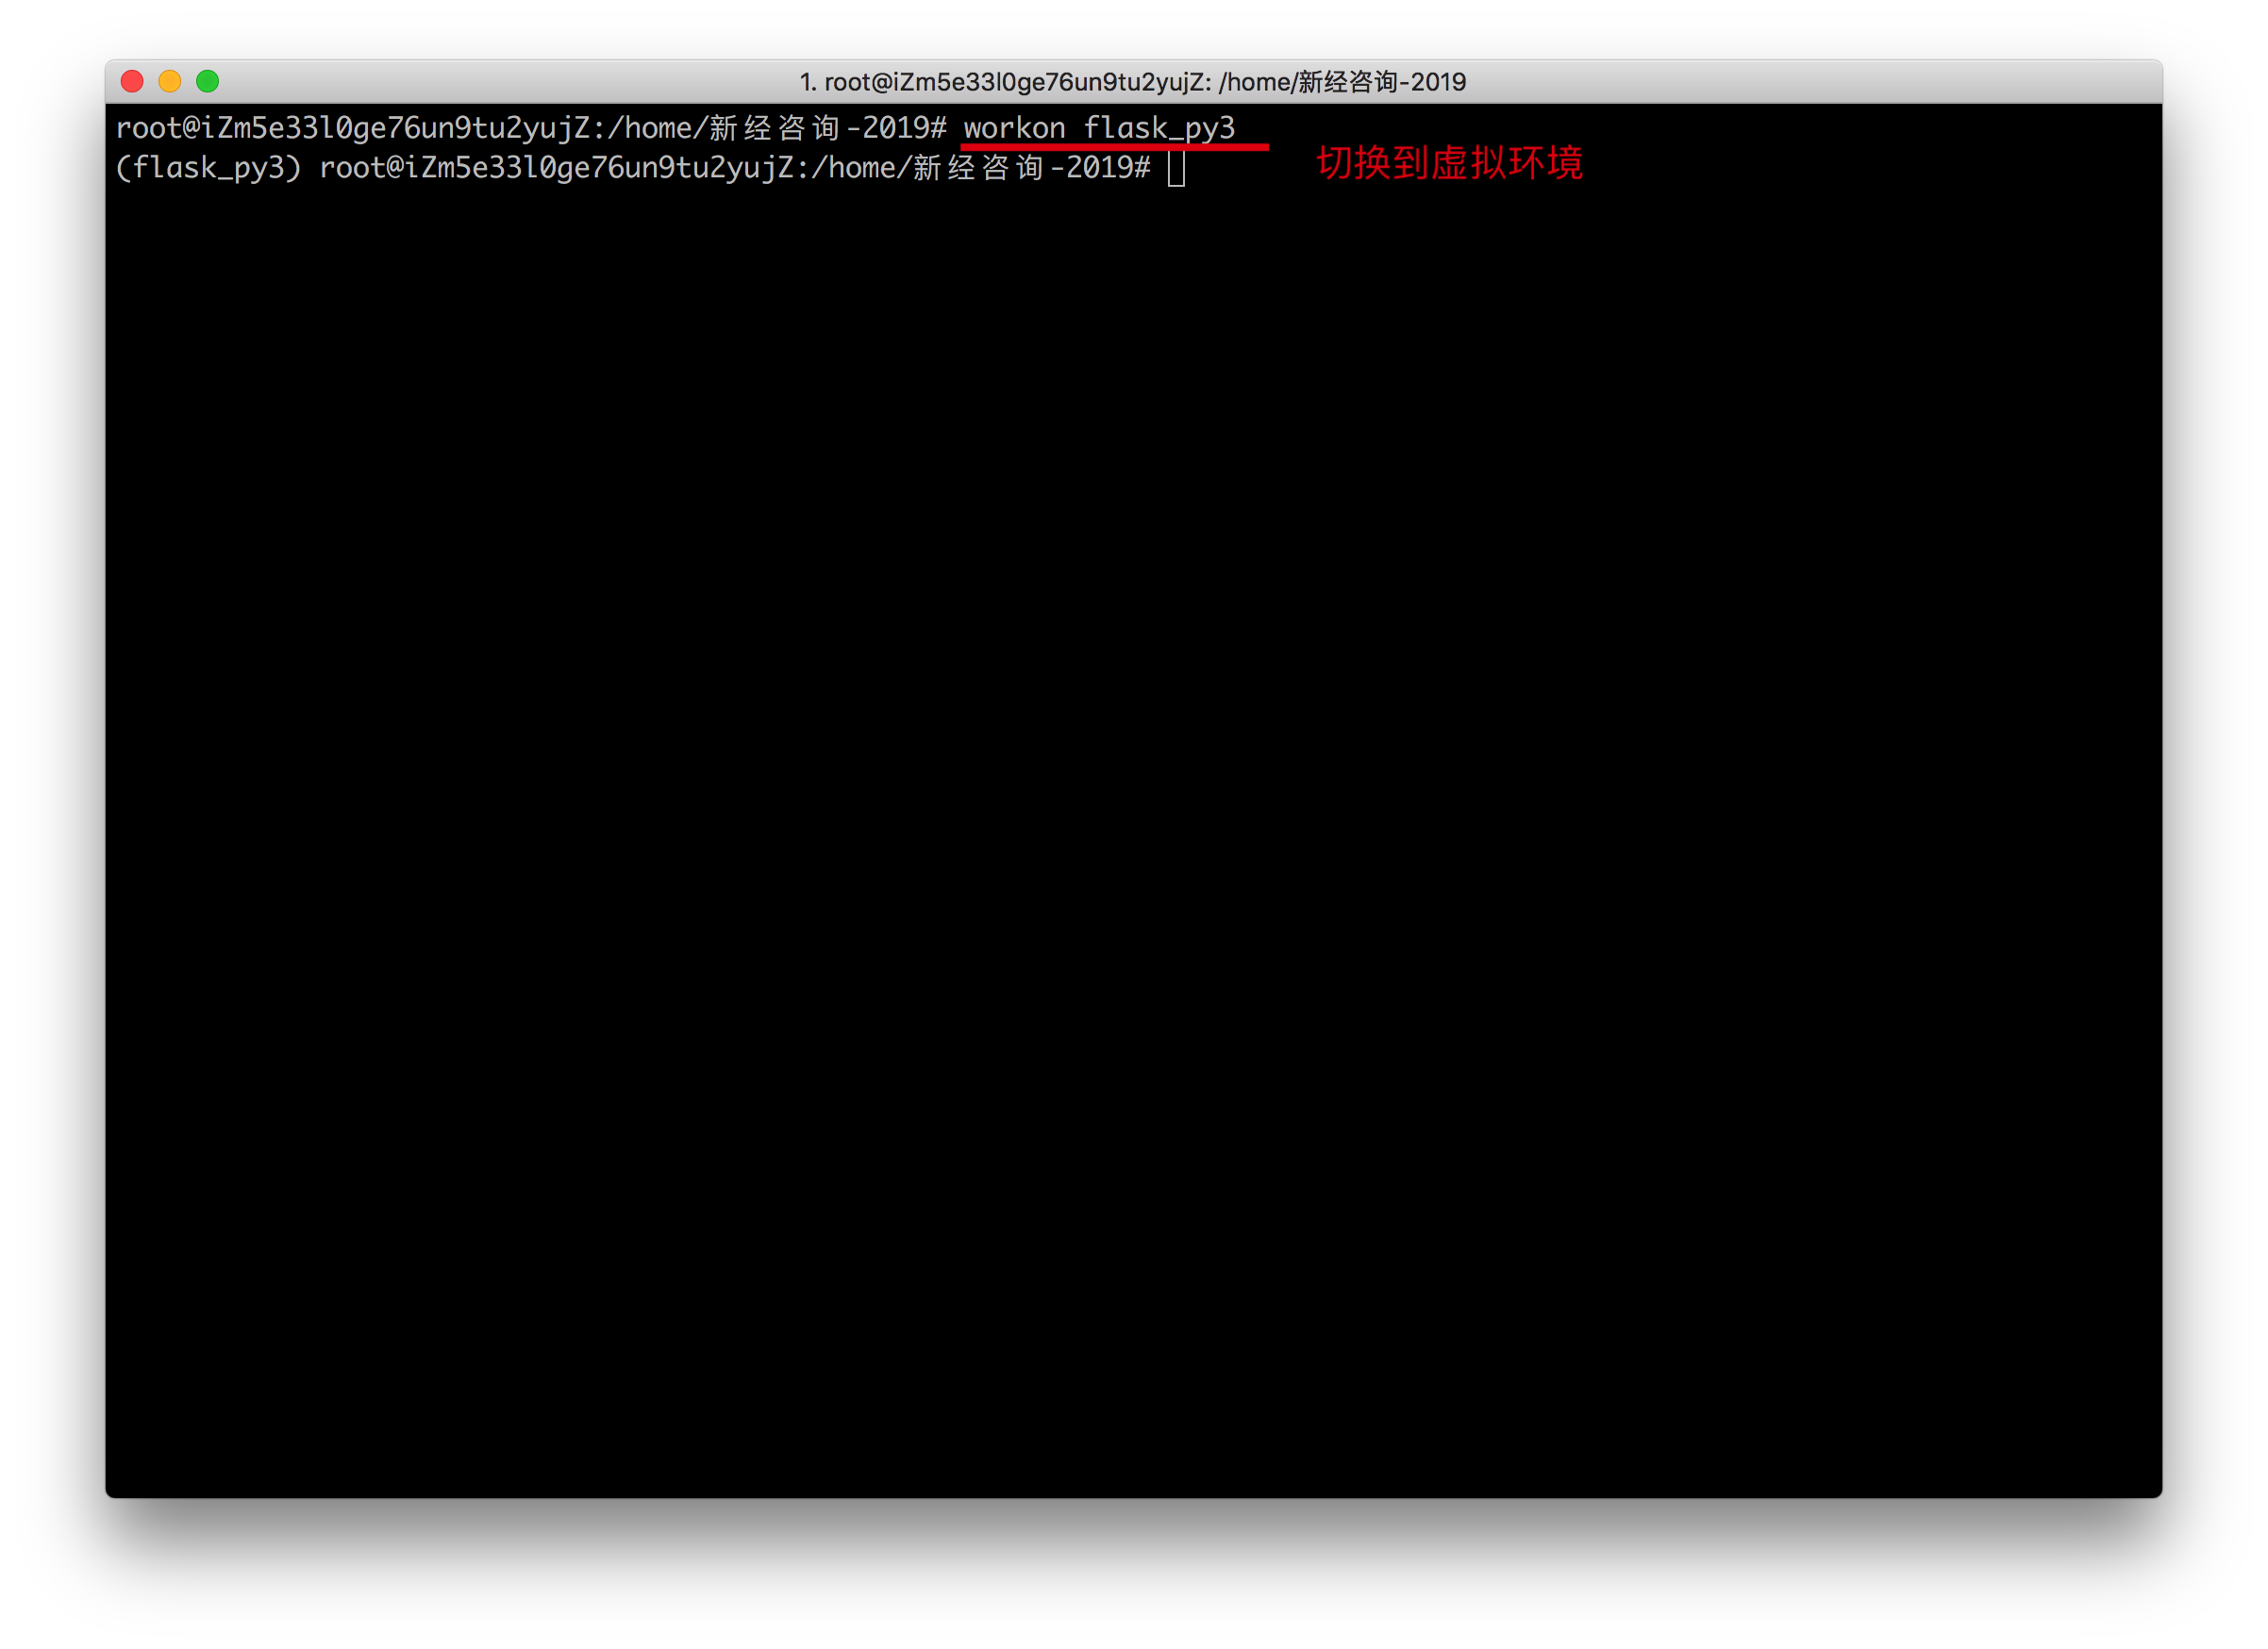 1. root@iZm5e33l0ge76un9tu2yujZ: /home/新经咨询-2019
root@iZm5e33l0ge76un9tu2yujZ:/home/新经咨询-2019# workon flask_py3
(flask_py3) root@iZm5e33l0ge76un9tu2yujZ:/home/新经咨询-2019#
切换到虚拟环境